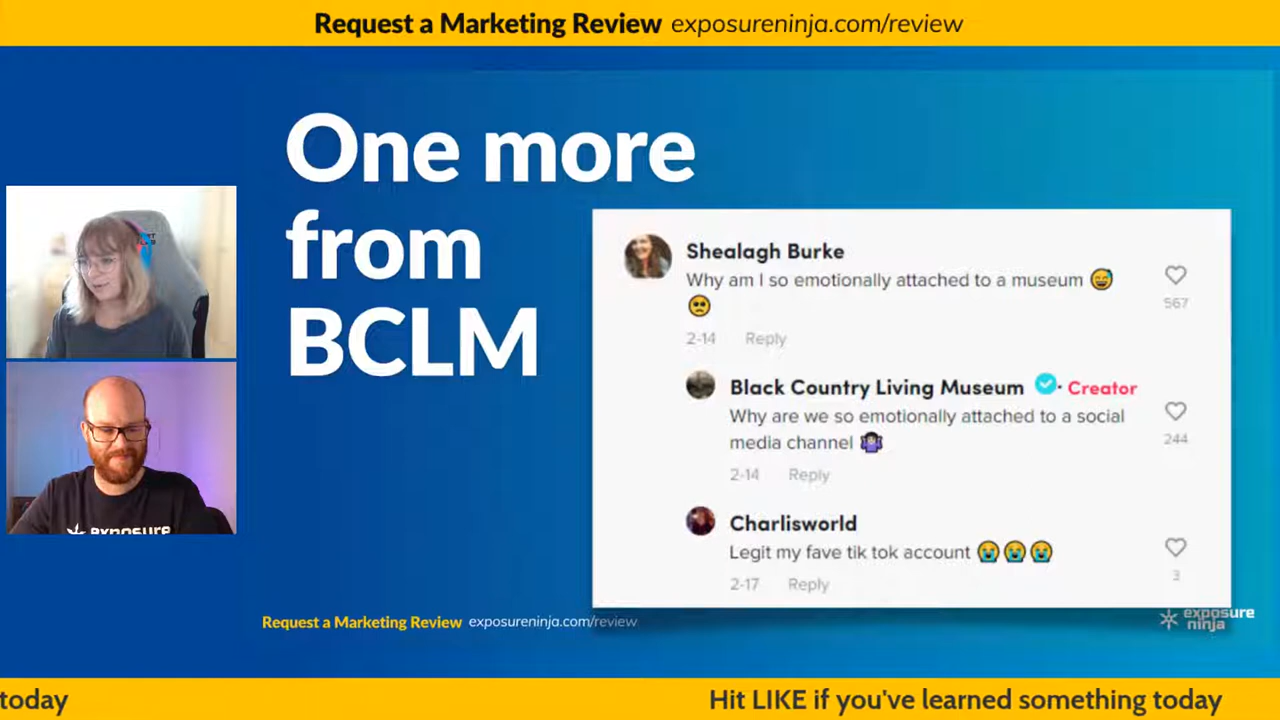 Request a Marketing Review exposureninja.com/review
One more
from
BCLM
Shealagh Burke
Why am I so emotionally attached to a museum 😅
🥺
567
2-14 Reply
Black Country Living Museum · Creator
Why are we so emotionally attached to a social
media channel 🤷🏻‍♀️
244
2-14 Reply
Charlisworld
Legit my fave tik tok account 😭😭😭
3
2-17 Reply
exposure
Request a Marketing Review exposureninja.com/review
exposure
ninja
today
Hit LIKE if you've learned something today